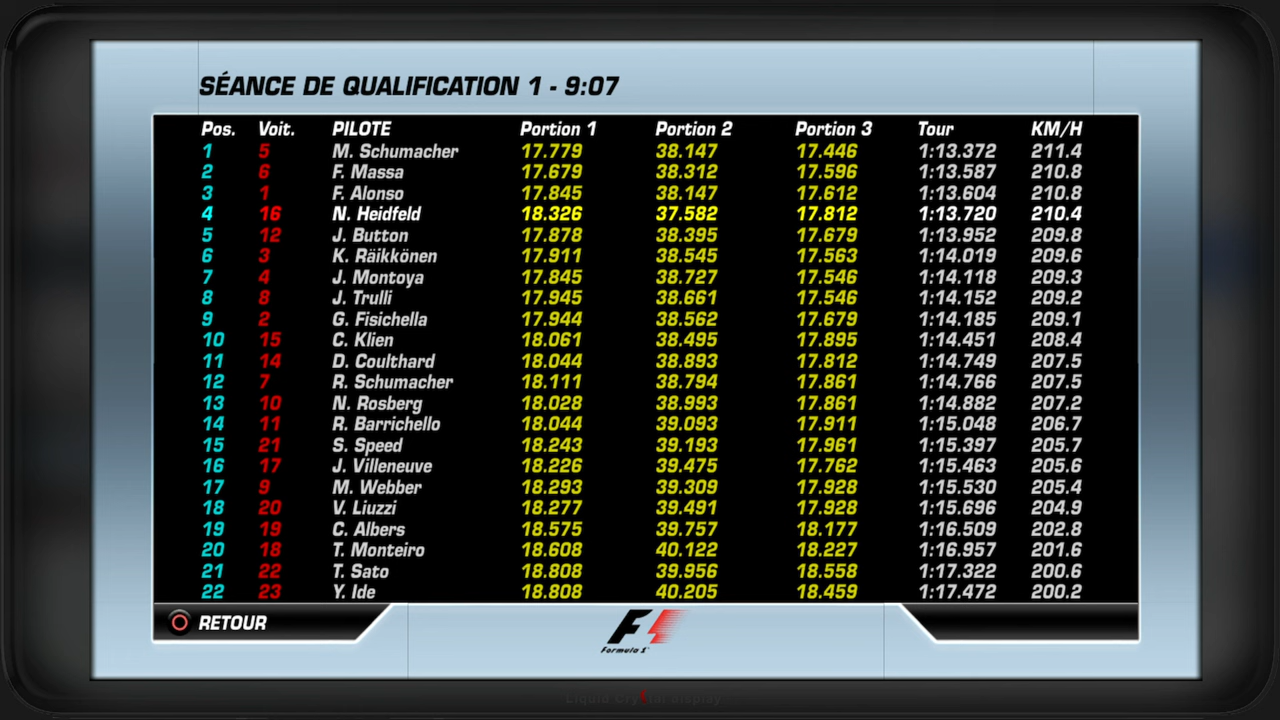 SÉANCE DE QUALIFICATION 1 - 9:07
Pos. Voit. PILOTE Portion 1 Portion 2 Portion 3 Tour KM/H
1 5 M. Schumacher 17.779 38.147 17.446 1:13.372 211.4
2 6 F. Massa 17.679 38.312 17.596 1:13.587 210.8
3 1 F. Alonso 17.845 38.147 17.612 1:13.604 210.8
4 16 N. Heidfeld 18.326 37.582 17.812 1:13.720 210.4
5 12 J. Button 17.878 38.395 17.679 1:13.952 209.8
6 3 K. Räikkönen 17.911 38.545 17.563 1:14.019 209.6
7 4 J. Montoya 17.845 38.727 17.546 1:14.118 209.3
8 8 J. Trulli 17.945 38.661 17.546 1:14.152 209.2
9 2 G. Fisichella 17.944 38.562 17.679 1:14.185 209.1
10 15 C. Klien 18.061 38.495 17.895 1:14.451 208.4
11 14 D. Coulthard 18.044 38.893 17.812 1:14.749 207.5
12 7 R. Schumacher 18.111 38.794 17.861 1:14.766 207.5
13 10 N. Rosberg 18.028 38.993 17.861 1:14.882 207.2
14 11 R. Barrichello 18.044 39.093 17.911 1:15.048 206.7
15 21 S. Speed 18.243 39.193 17.961 1:15.397 205.7
16 17 J. Villeneuve 18.226 39.475 17.762 1:15.463 205.6
17 9 M. Webber 18.293 39.309 17.928 1:15.530 205.4
18 20 V. Liuzzi 18.277 39.491 17.928 1:15.696 204.9
19 19 C. Albers 18.575 39.757 18.177 1:16.509 202.8
20 18 T. Monteiro 18.608 40.122 18.227 1:16.957 201.6
21 22 T. Sato 18.808 39.956 18.558 1:17.322 200.6
22 23 Y. Ide 18.808 40.205 18.459 1:17.472 200.2
RETOUR
F1
Formula 1
Liquid Crystal Display